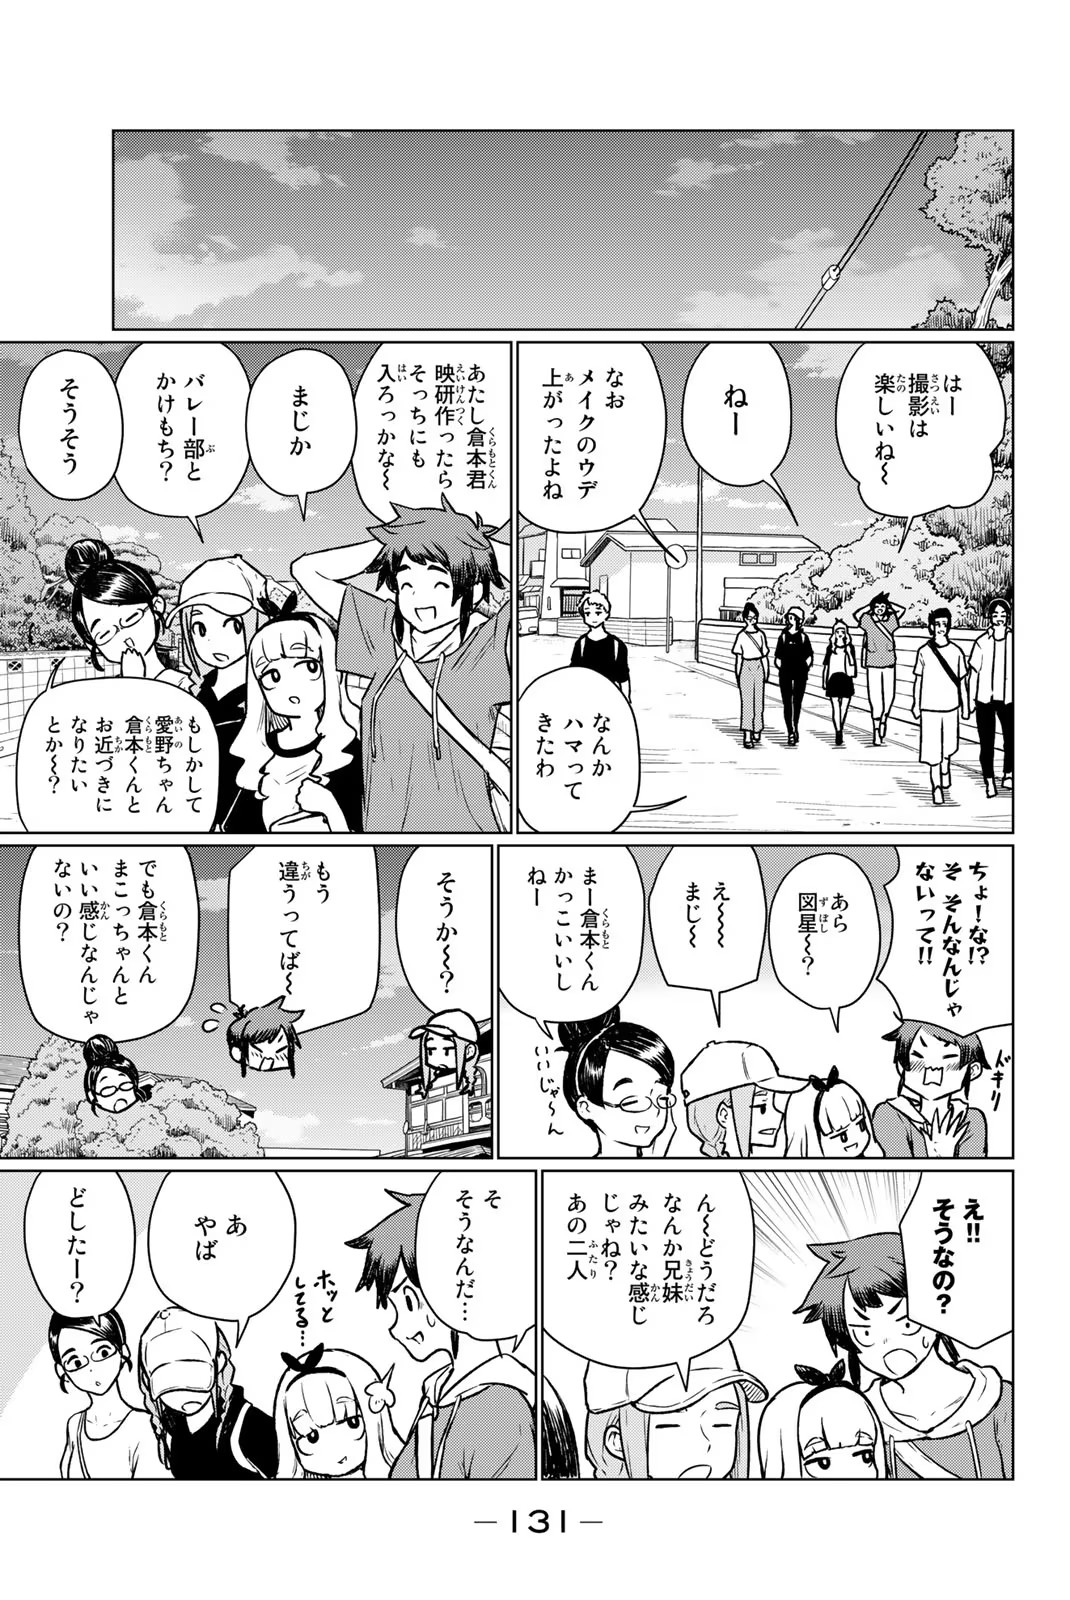 はー
撮影は
楽しいね〜
ねー
なお
メイクのウデ
上がったよね
なんか
ハマって
きたわ
あたし倉本君
映研作ったら
そっちにも
入ろっかな〜
まじか
バレー部と
かけもち?
そうそう
もしかして
愛野ちゃん
倉本くんと
お近づきに
なりたい
とか〜?
ちょ!な!?
そ そんなんじゃ
ないって!!
ドキリ
あら
図星〜?
え〜〜
まじ〜
まー倉本くん
かっこいいし
ねー
いいじゃ〜ん
そうか〜?
もう
違うってば〜
でも倉本くん
まこっちゃんと
いい感じなんじゃ
ないの?
え!!
そうなの?
ん〜どうだろ
なんか兄妹
みたいな感じ
じゃね?
あの二人
そ
そうなんだ…
ホッと
してる…
あ
やば
どしたー?
131